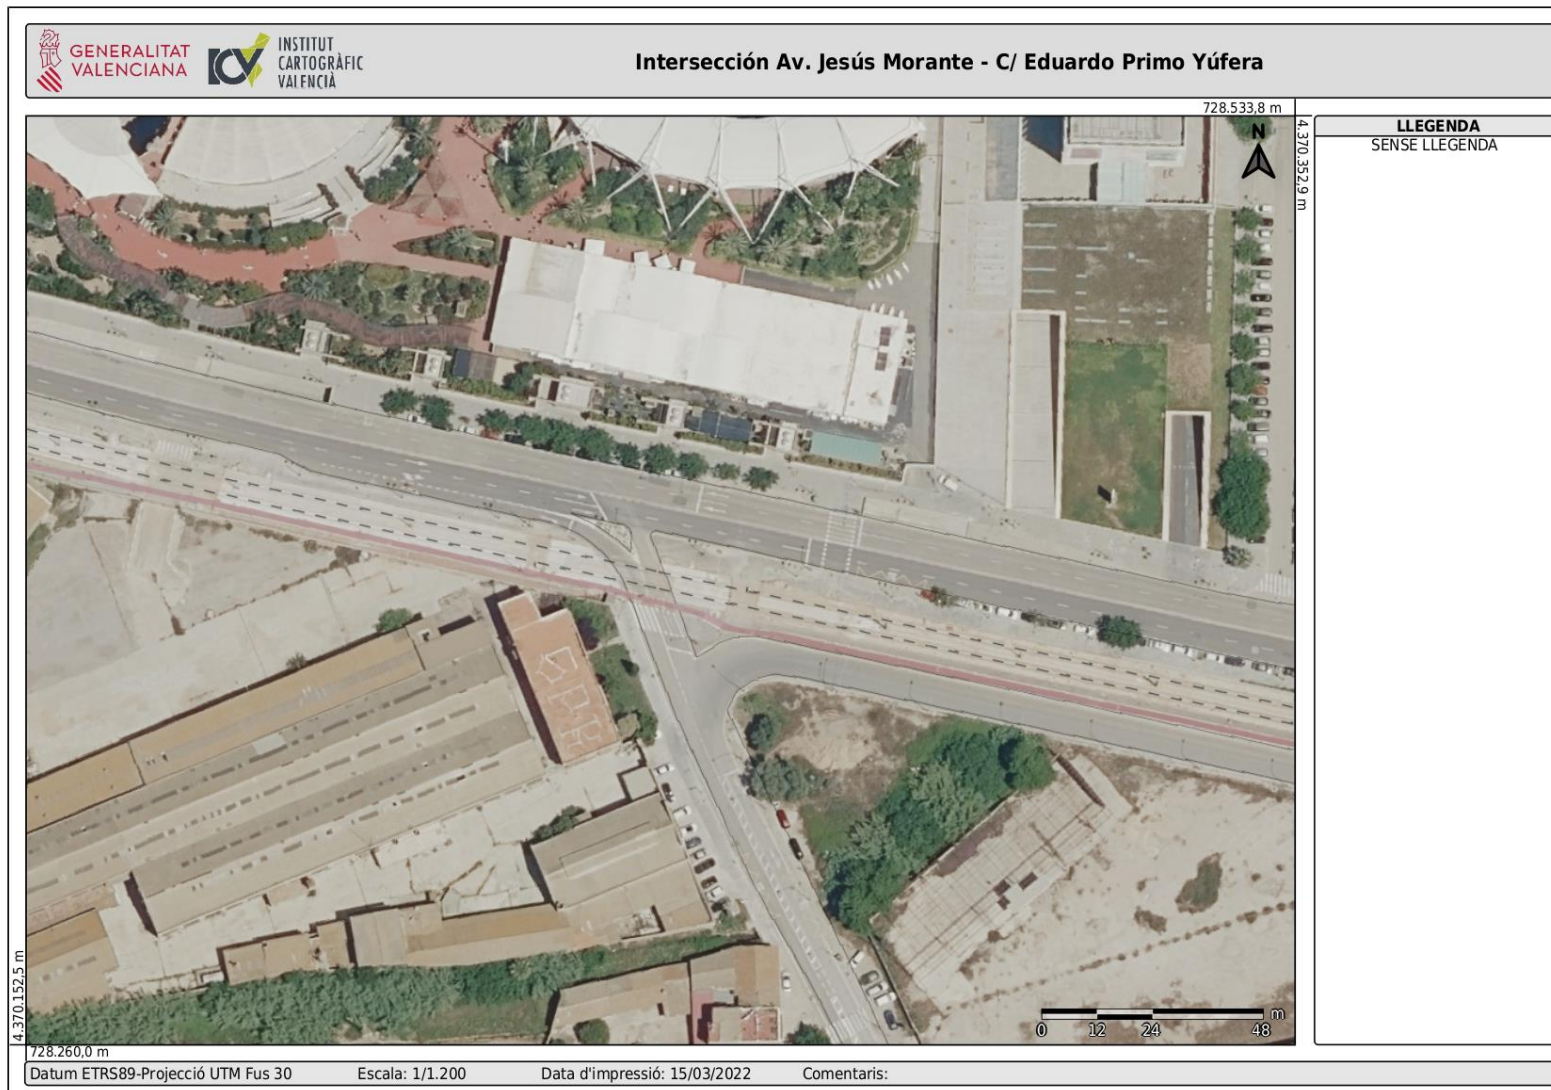 GENERALITAT
VALENCIANA
ICV
INSTITUT
CARTOGRÀFIC
VALENCIÀ
Intersección Av. Jesús Morante - C/ Eduardo Primo Yúfera
728.533,8 m
4.370.352,9 m
N
LLEGENDA
SENSE LLEGENDA
4.370.152,5 m
728.260,0 m
m
0 12 24 48
Datum ETRS89-Projecció UTM Fus 30 Escala: 1/1.200 Data d'impressió: 15/03/2022 Comentaris: